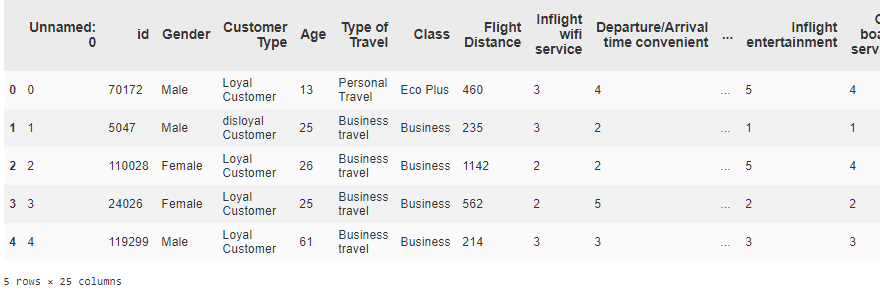 Unnamed: 0 id Gender Customer Type Age Type of Travel Class Flight Distance Inflight wifi service Departure/Arrival time convenient ... Inflight entertainment
0 0 70172 Male Loyal Customer 13 Personal Travel Eco Plus 460 3 4 ... 5 4
1 1 5047 Male disloyal Customer 25 Business travel Business 235 3 2 ... 1 1
2 2 110028 Female Loyal Customer 26 Business travel Business 1142 2 2 ... 5 4
3 3 24026 Female Loyal Customer 25 Business travel Business 562 2 5 ... 2 2
4 4 119299 Male Loyal Customer 61 Business travel Business 214 3 3 ... 3 3
5 rows × 25 columns